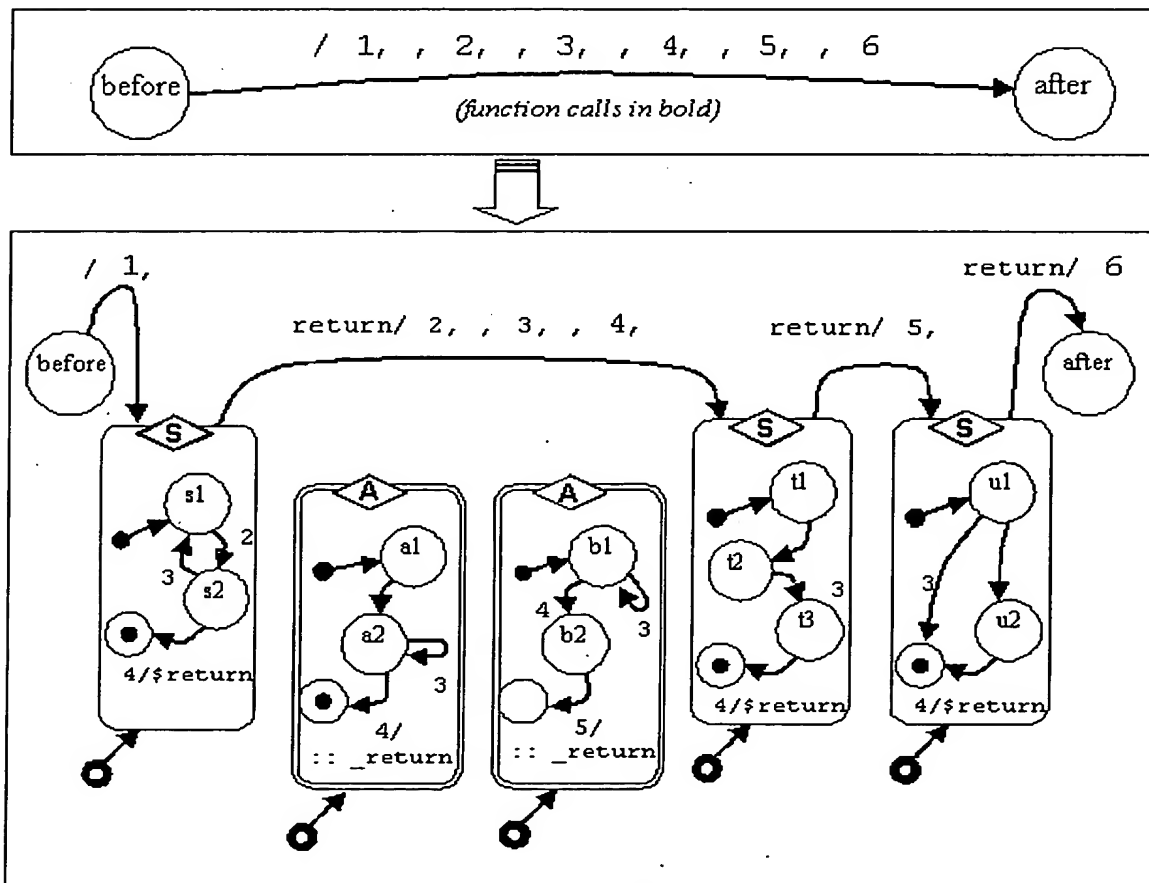 / 1, , 2, , 3, , 4, , 5, , 6
before
after
(function calls in bold)
/ 1,
return/ 6
return/ 2, , 3, , 4,
return/ 5,
before
after
S
A
A
S
S
s1
2
3
s2
4/$return
a1
a2
3
4/
:: _return
b1
4
3
b2
5/
:: _return
t1
t2
3
t3
4/$return
u1
3
u2
4/$return